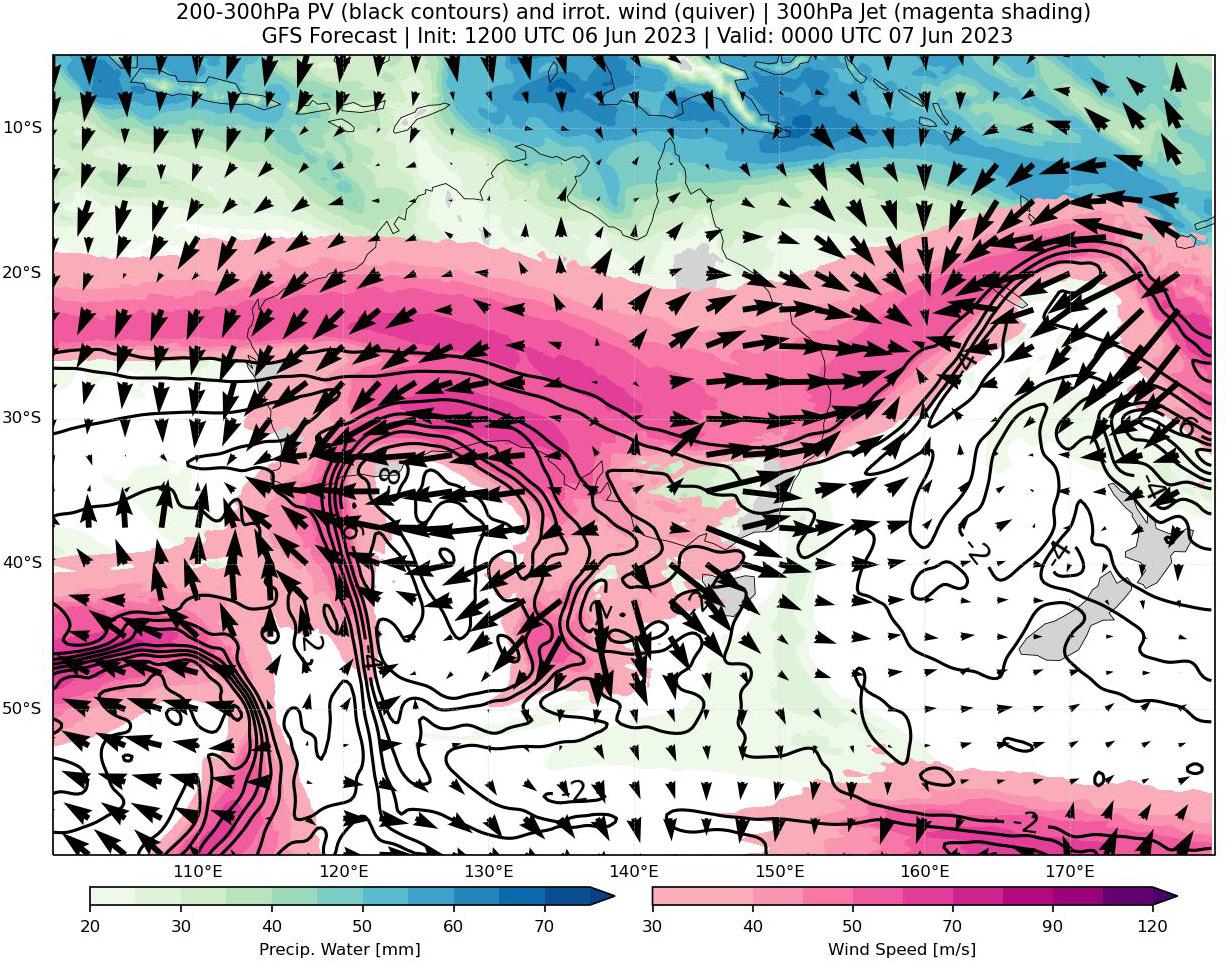 200-300hPa PV (black contours) and irrot. wind (quiver) | 300hPa Jet (magenta shading)
GFS Forecast | Init: 1200 UTC 06 Jun 2023 | Valid: 0000 UTC 07 Jun 2023
10°S
20°S
30°S
40°S
50°S
-4
-8
-2
-4
-2
-2
-2
110°E
120°E
130°E
140°E
150°E
160°E
170°E
20
30
40
50
60
70
30
40
50
70
90
120
Precip. Water [mm]
Wind Speed [m/s]